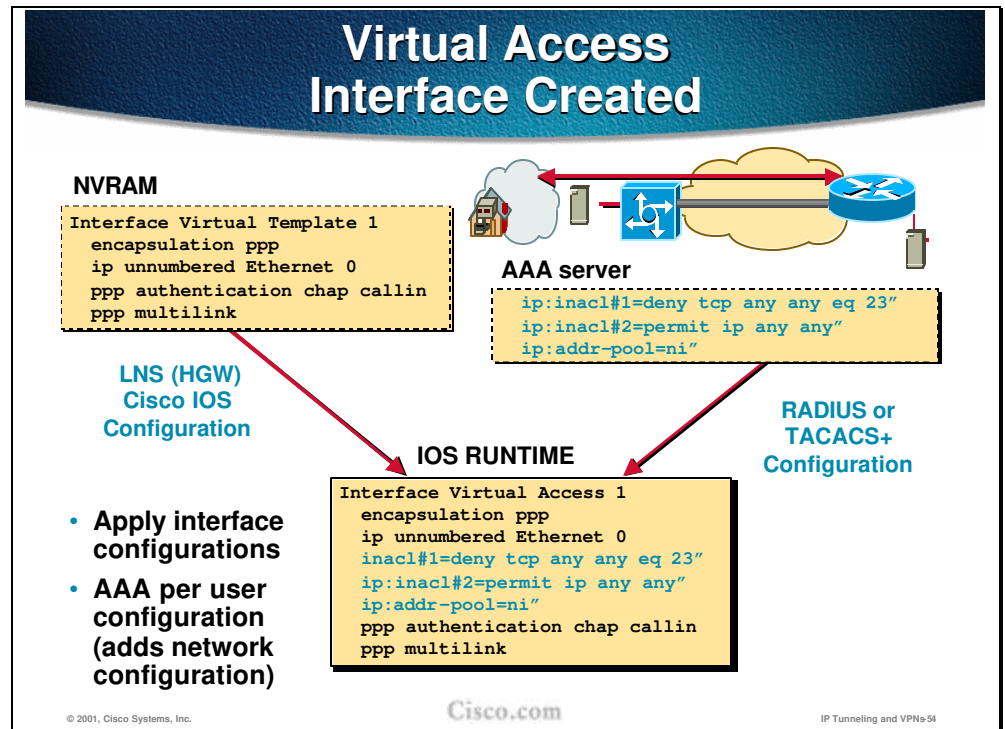 Virtual Access
Interface Created
NVRAM
Interface Virtual Template 1
encapsulation ppp
ip unnumbered Ethernet 0
ppp authentication chap callin
ppp multilink
AAA server
ip:inacl#1=deny tcp any any eq 23″
ip:inacl#2=permit ip any any″
ip:addr-pool=ni″
LNS (HGW)
Cisco IOS
Configuration
RADIUS or
TACACS+
Configuration
IOS RUNTIME
Interface Virtual Access 1
encapsulation ppp
ip unnumbered Ethernet 0
inacl#1=deny tcp any any eq 23″
ip:inacl#2=permit ip any any″
ip:addr-pool=ni″
ppp authentication chap callin
ppp multilink
• Apply interface
configurations
• AAA per user
configuration
(adds network
configuration)
© 2001, Cisco Systems, Inc.
Cisco.com
IP Tunneling and VPNs-54